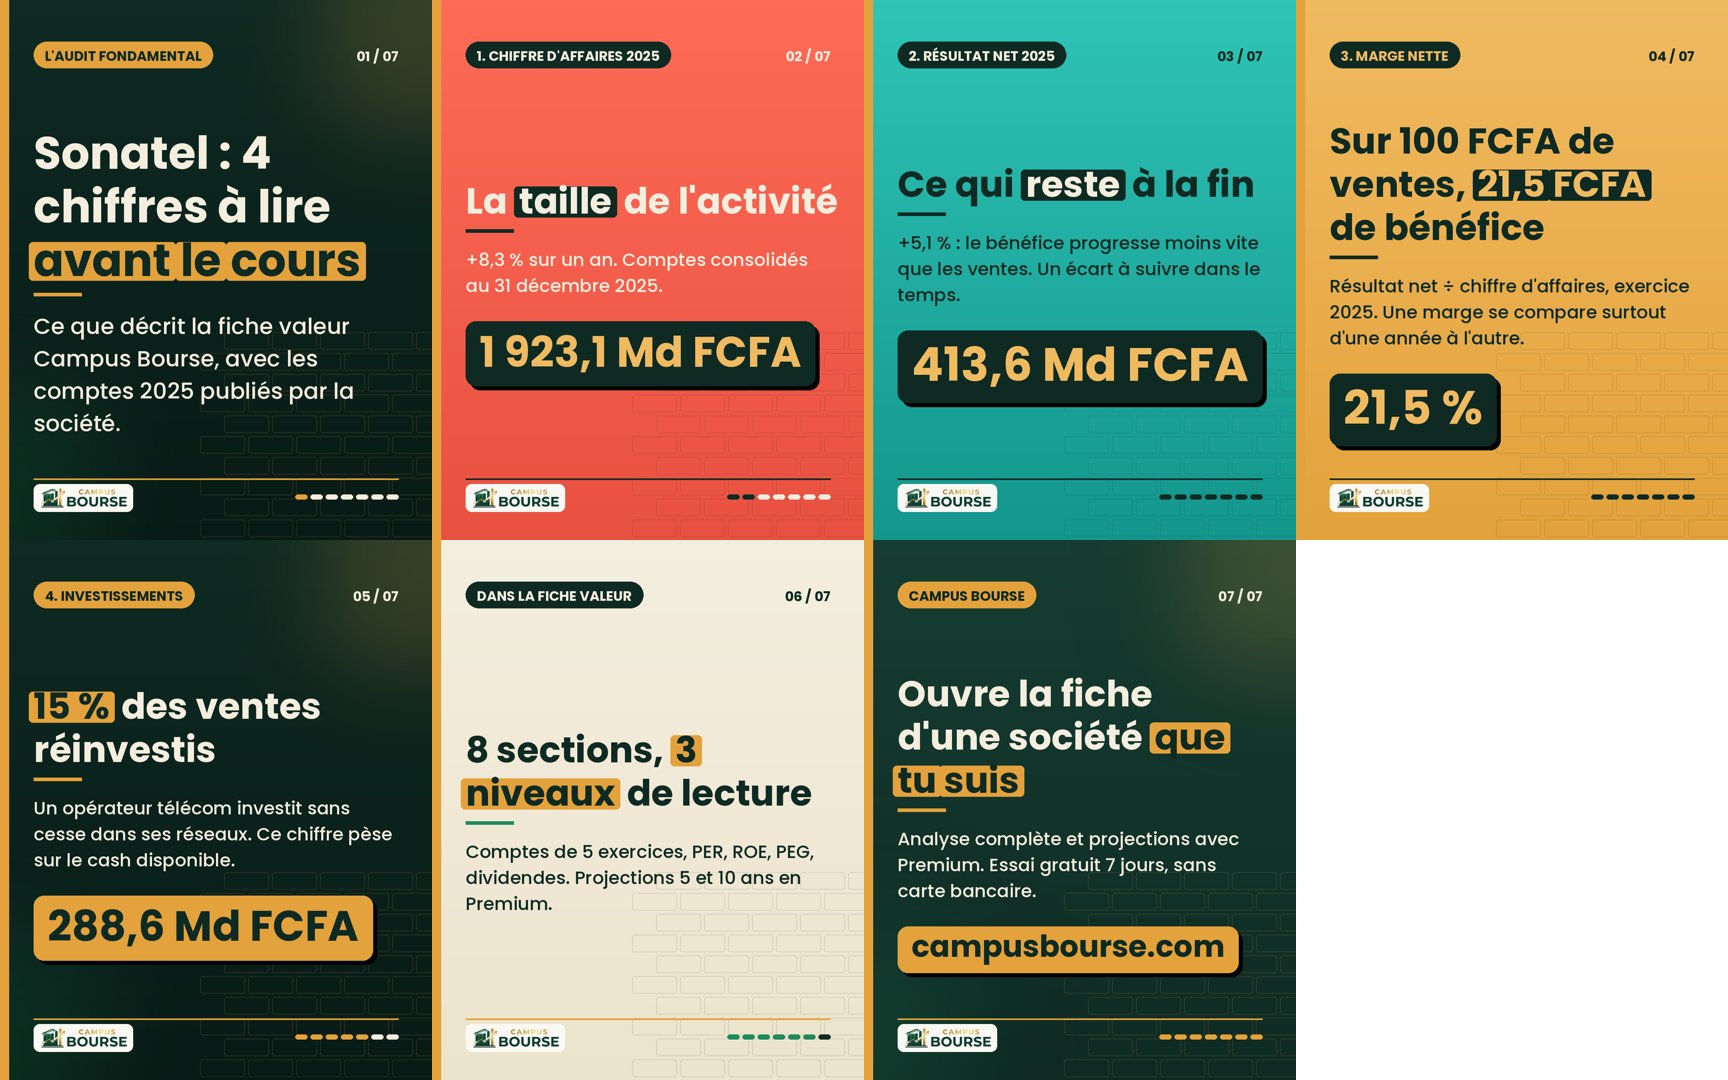 L'AUDIT FONDAMENTAL
01 / 07
Sonatel : 4
chiffres à lire
avant le cours
Ce que décrit la fiche valeur
Campus Bourse, avec les
comptes 2025 publiés par la
société.
CAMPUS
BOURSE
1. CHIFFRE D'AFFAIRES 2025
02 / 07
La taille de l'activité
+8,3 % sur un an. Comptes consolidés
au 31 décembre 2025.
1 923,1 Md FCFA
CAMPUS
BOURSE
2. RÉSULTAT NET 2025
03 / 07
Ce qui reste à la fin
+5,1 % : le bénéfice progresse moins vite
que les ventes. Un écart à suivre dans le
temps.
413,6 Md FCFA
CAMPUS
BOURSE
3. MARGE NETTE
04 / 07
Sur 100 FCFA de
ventes, 21,5 FCFA
de bénéfice
Résultat net ÷ chiffre d'affaires, exercice
2025. Une marge se compare surtout
d'une année à l'autre.
21,5 %
CAMPUS
BOURSE
4. INVESTISSEMENTS
05 / 07
15 % des ventes
réinvestis
Un opérateur télécom investit sans
cesse dans ses réseaux. Ce chiffre pèse
sur le cash disponible.
288,6 Md FCFA
CAMPUS
BOURSE
DANS LA FICHE VALEUR
06 / 07
8 sections, 3
niveaux de lecture
Comptes de 5 exercices, PER, ROE, PEG,
dividendes. Projections 5 et 10 ans en
Premium.
CAMPUS
BOURSE
CAMPUS BOURSE
07 / 07
Ouvre la fiche
d'une société que
tu suis
Analyse complète et projections avec
Premium. Essai gratuit 7 jours, sans
carte bancaire.
campusbourse.com
CAMPUS
BOURSE